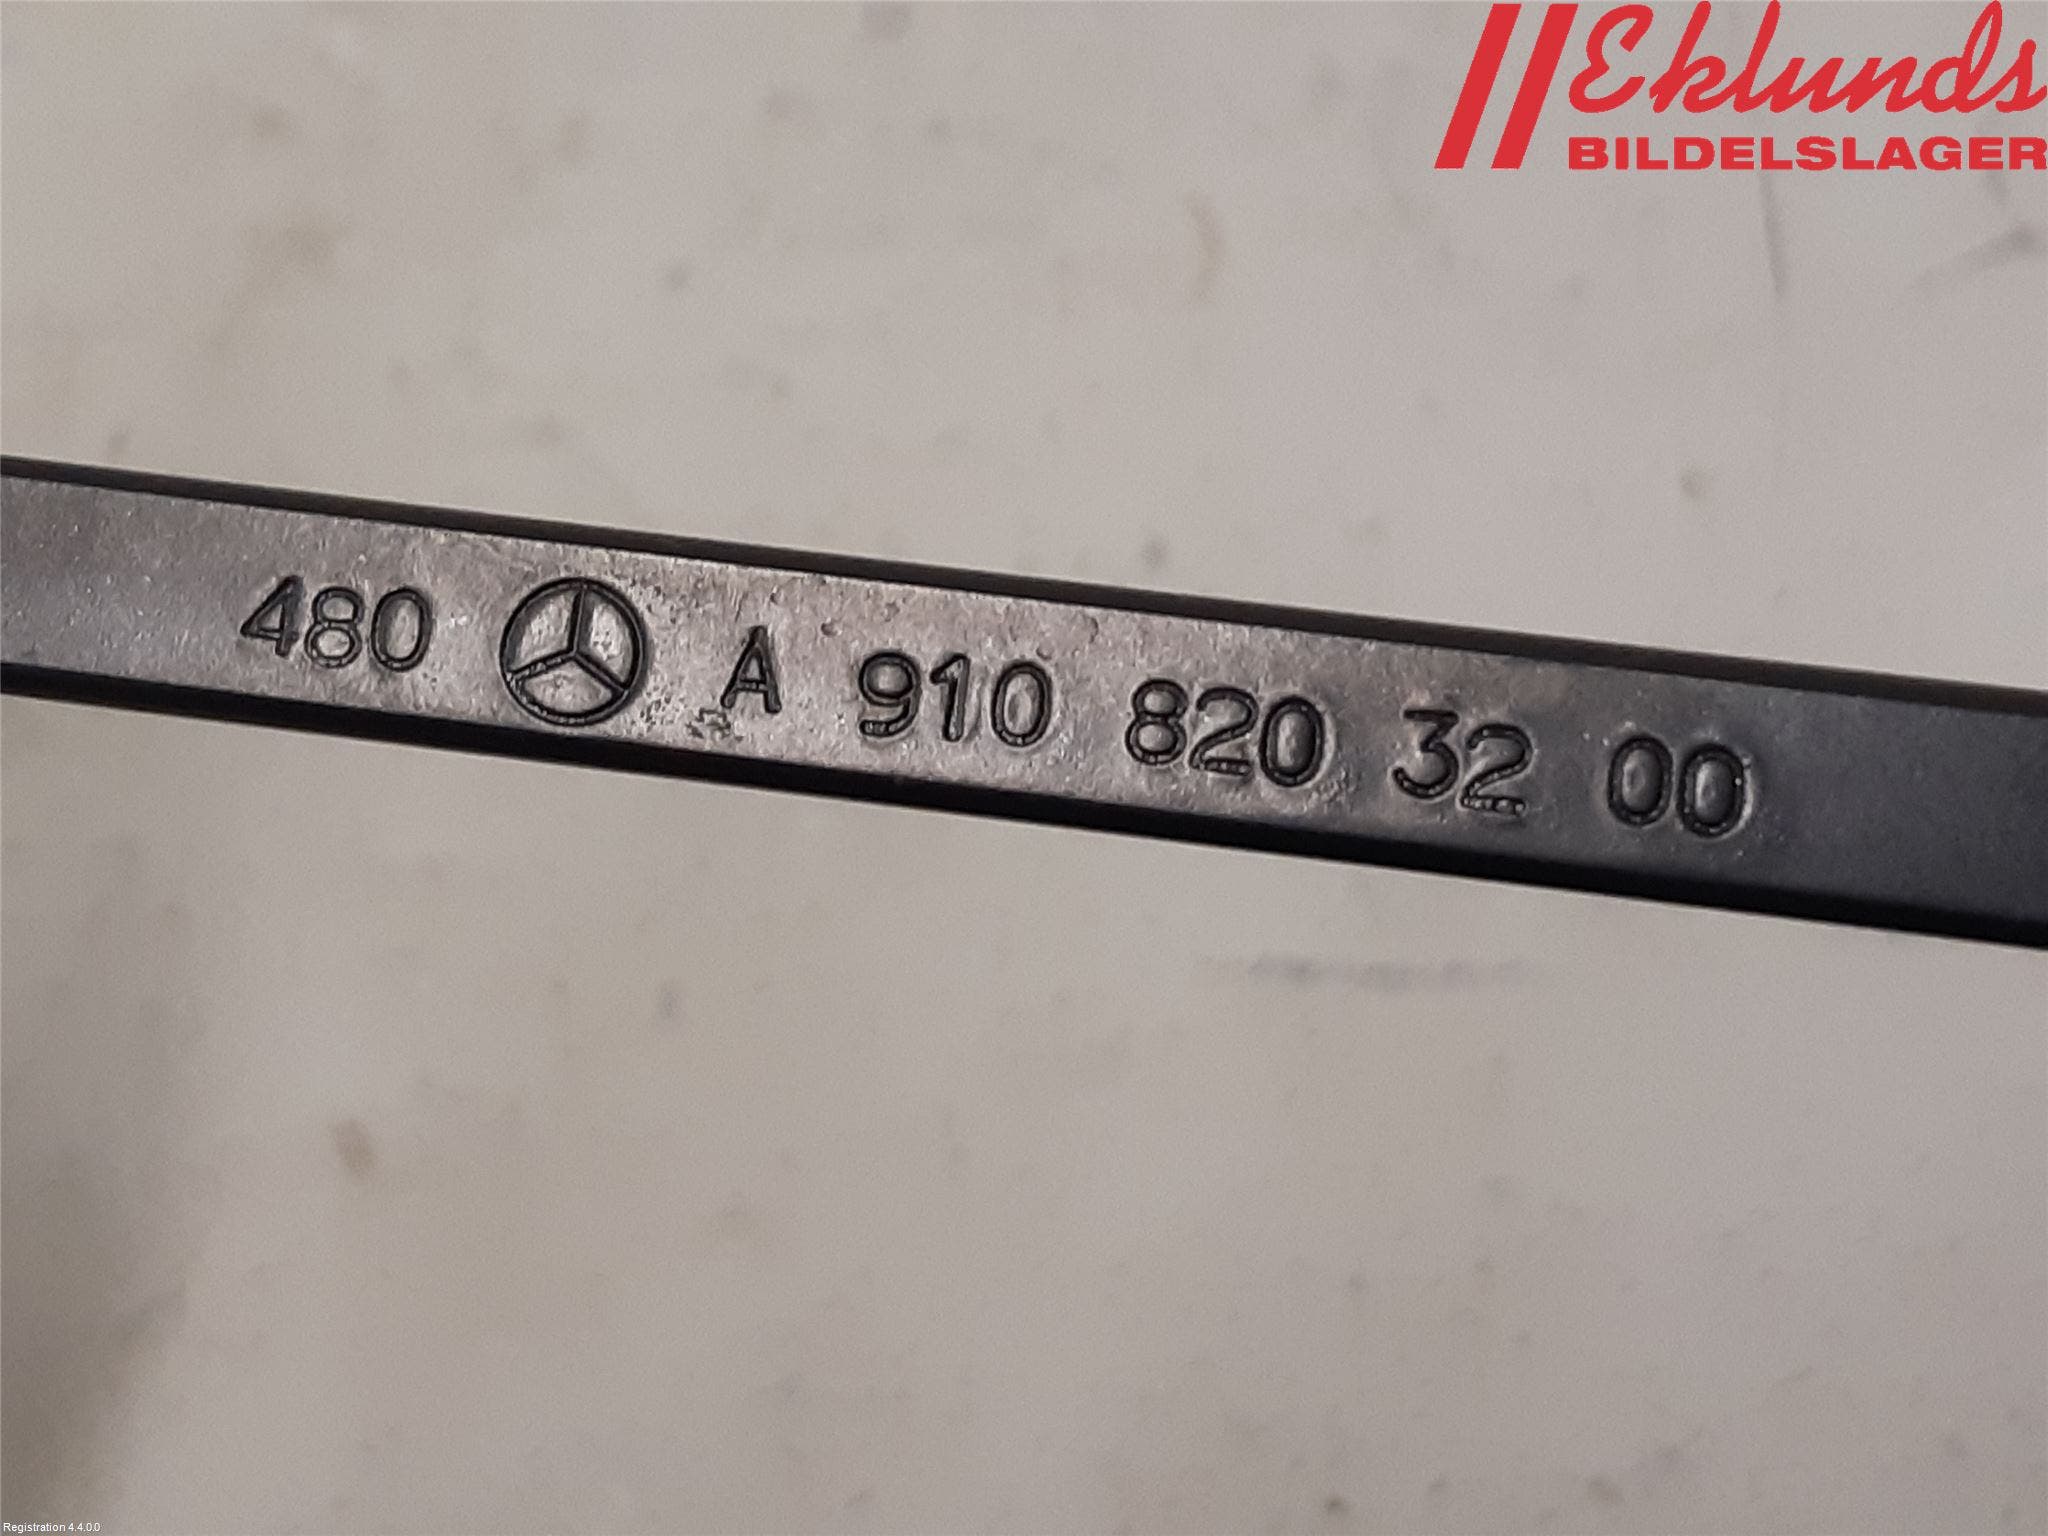 Eklunds
BILDELSLAGER
480 A 910 820 32 00
Registration 4.4.0.0